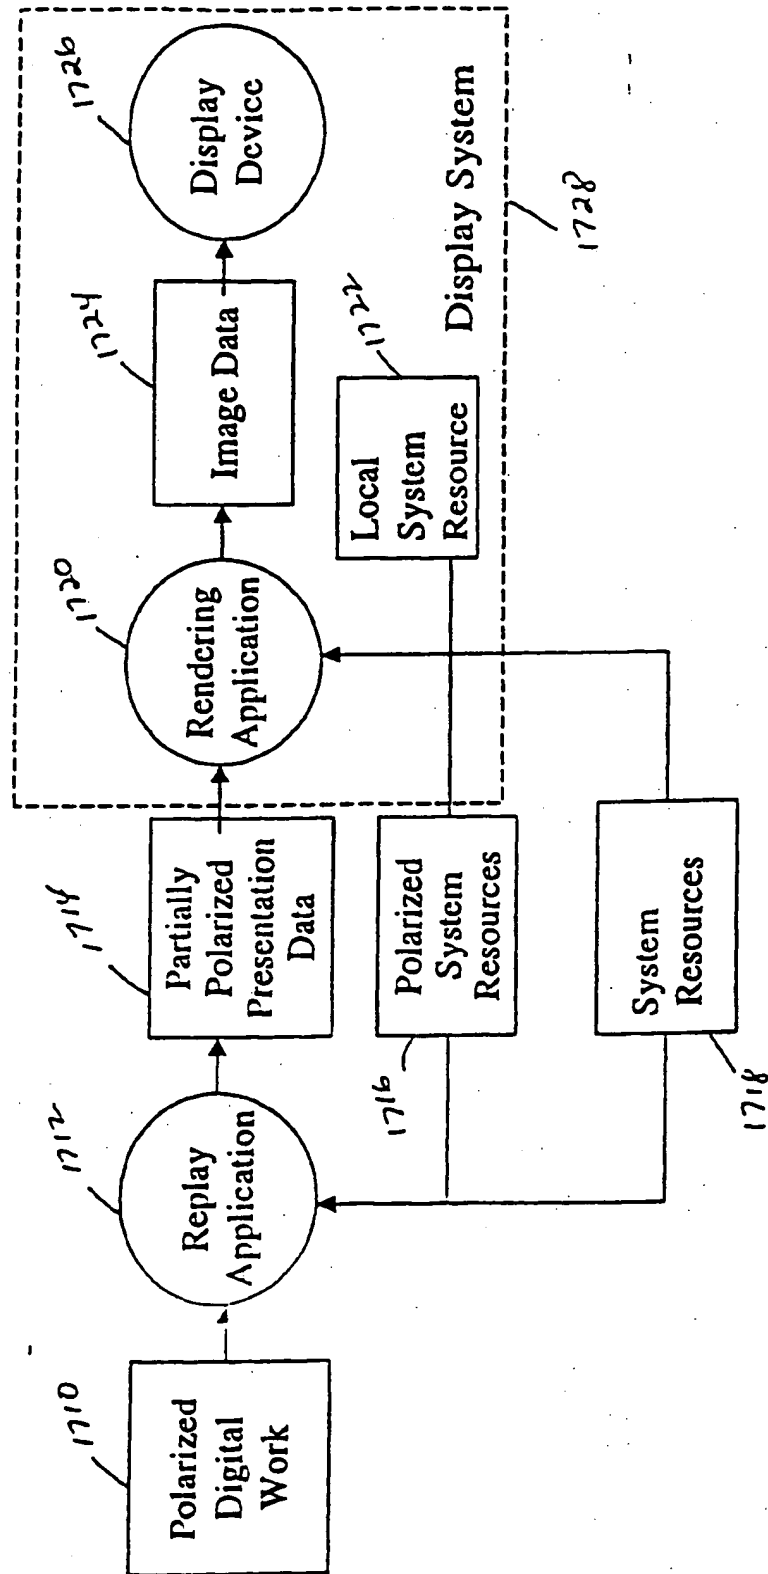 1710
Polarized
Digital
Work
1712
Replay
Application
1714
Partially
Polarized
Presentation
Data
1716
Polarized
System
Resources
System
Resources
1718
1720
Rendering
Application
1724
Image Data
1726
Display
Device
1722
Local
System
Resource
Display System
1728